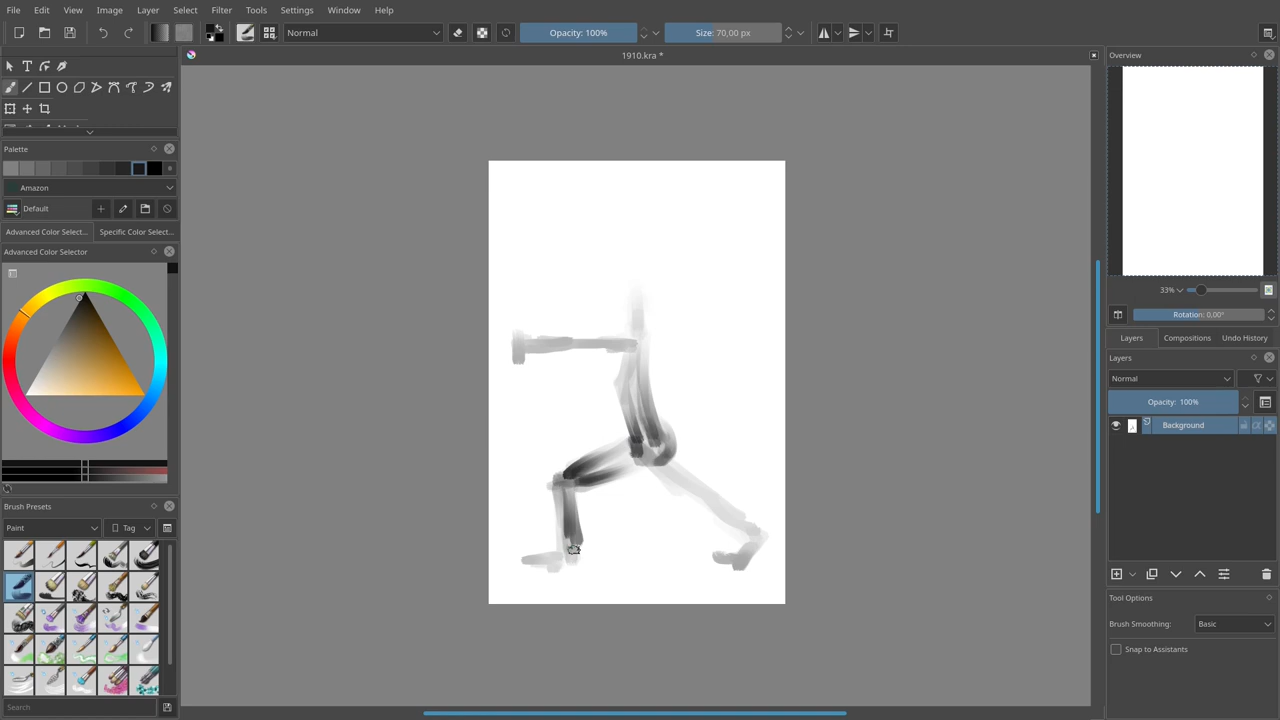 File Edit View Image Layer Select Filter Tools Settings Window Help
Normal Opacity: 100% Size: 70,00 px
1910.kra *
Overview
Palette
Amazon
Default
Advanced Color Select... Specific Color Select...
Advanced Color Selector
33%
Rotation: 0,00°
Layers Compositions Undo History
Layers
Normal
Opacity: 100%
Background
Brush Presets
Paint Tag
Tool Options
Brush Smoothing: Basic
Snap to Assistants
Search